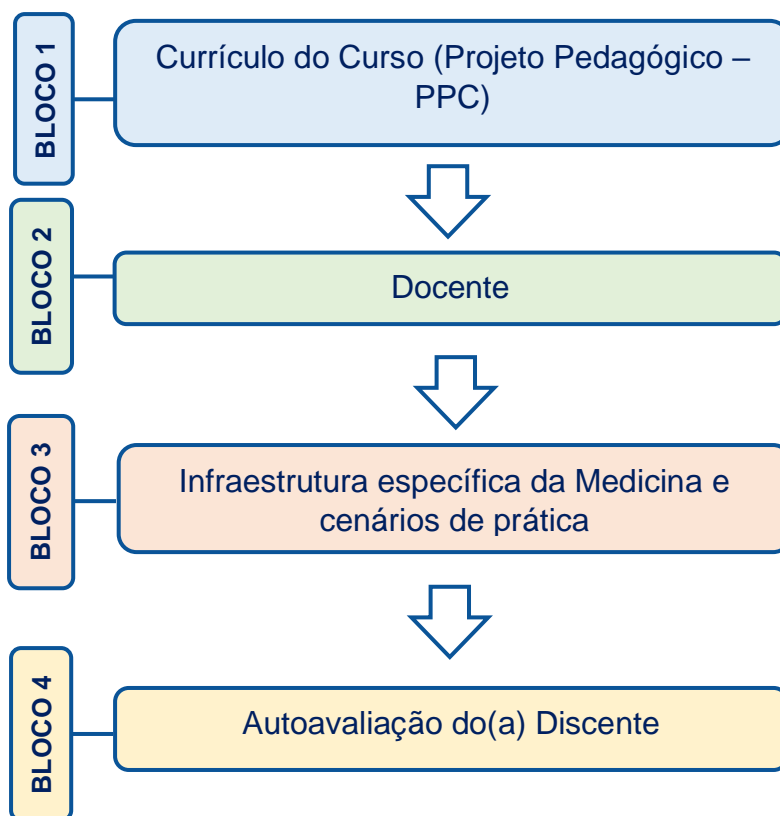 BLOCO 1
Currículo do Curso (Projeto Pedagógico –
PPC)
BLOCO 2
Docente
BLOCO 3
Infraestrutura específica da Medicina e
cenários de prática
BLOCO 4
Autoavaliação do(a) Discente